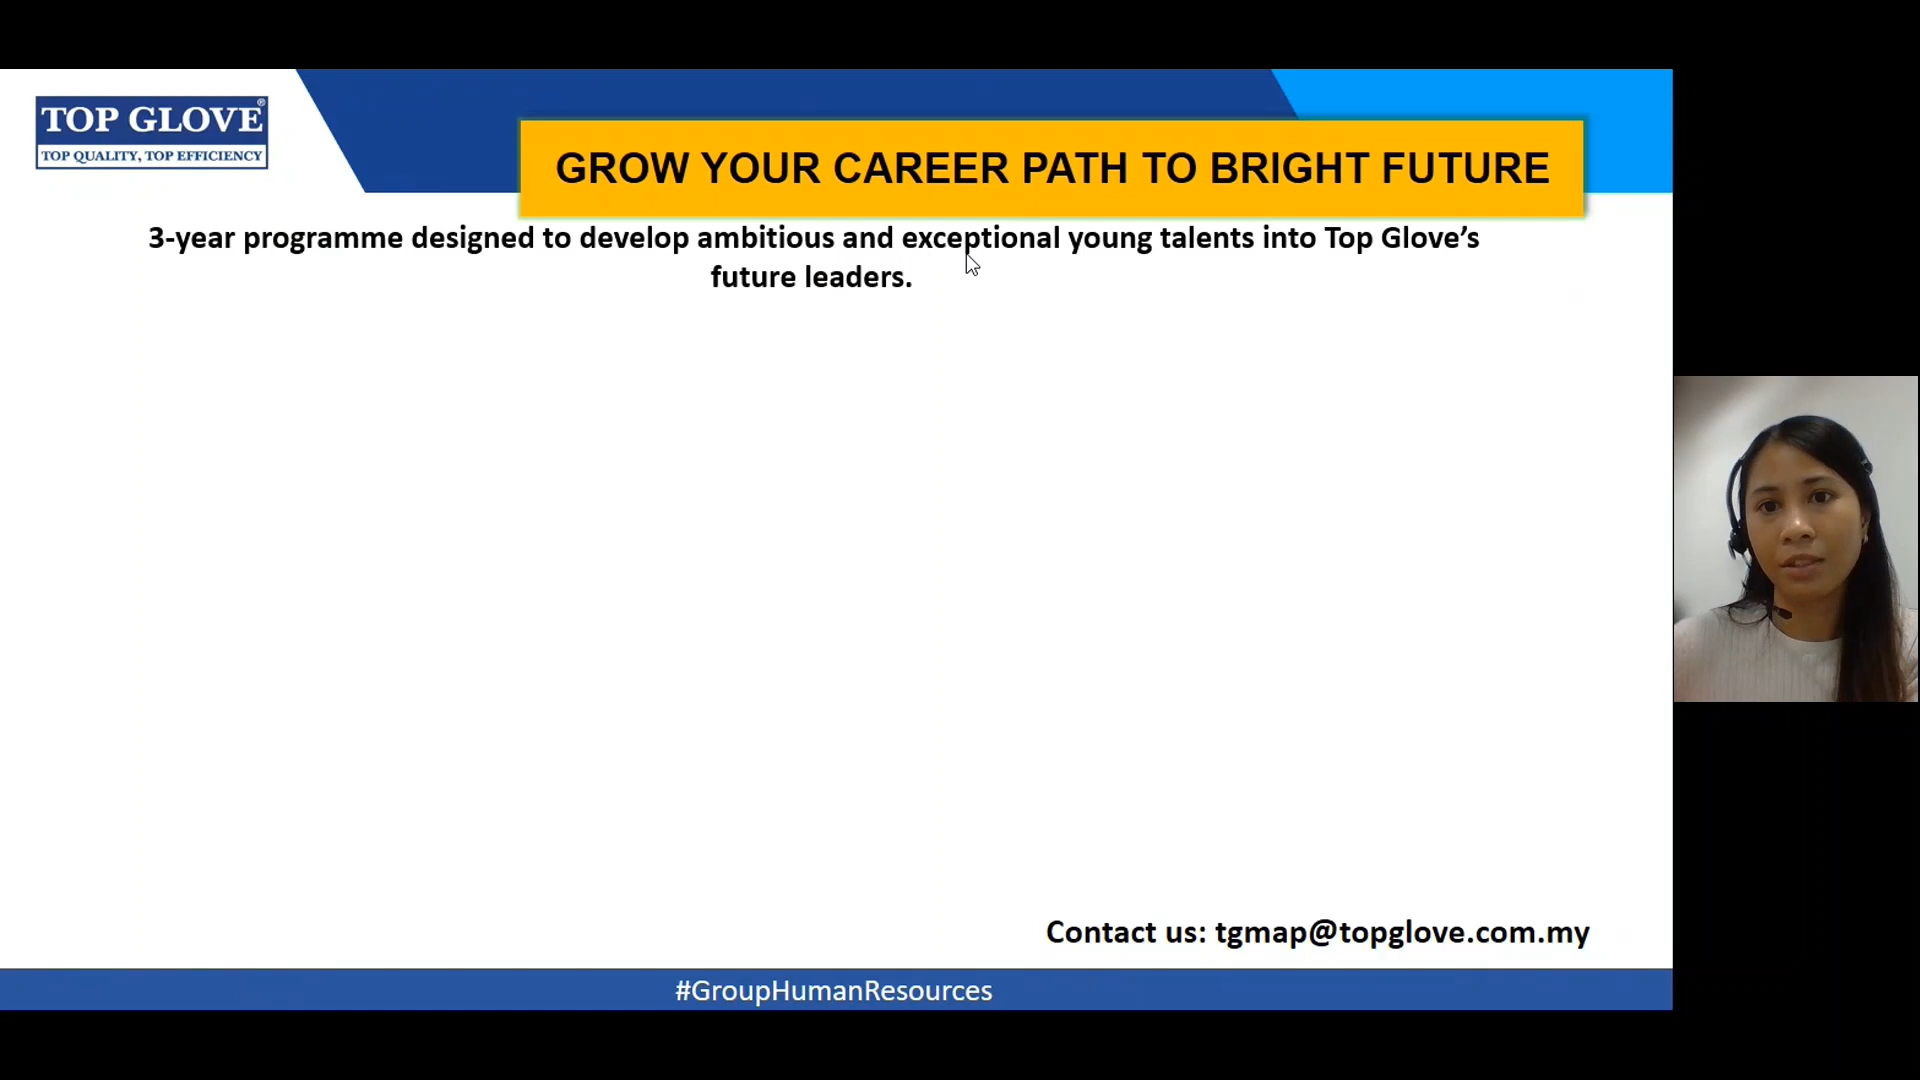 TOP GLOVE®
TOP QUALITY, TOP EFFICIENCY
GROW YOUR CAREER PATH TO BRIGHT FUTURE
3-year programme designed to develop ambitious and exceptional young talents into Top Glove’s
future leaders.
Contact us: tgmap@topglove.com.my
#GroupHumanResources